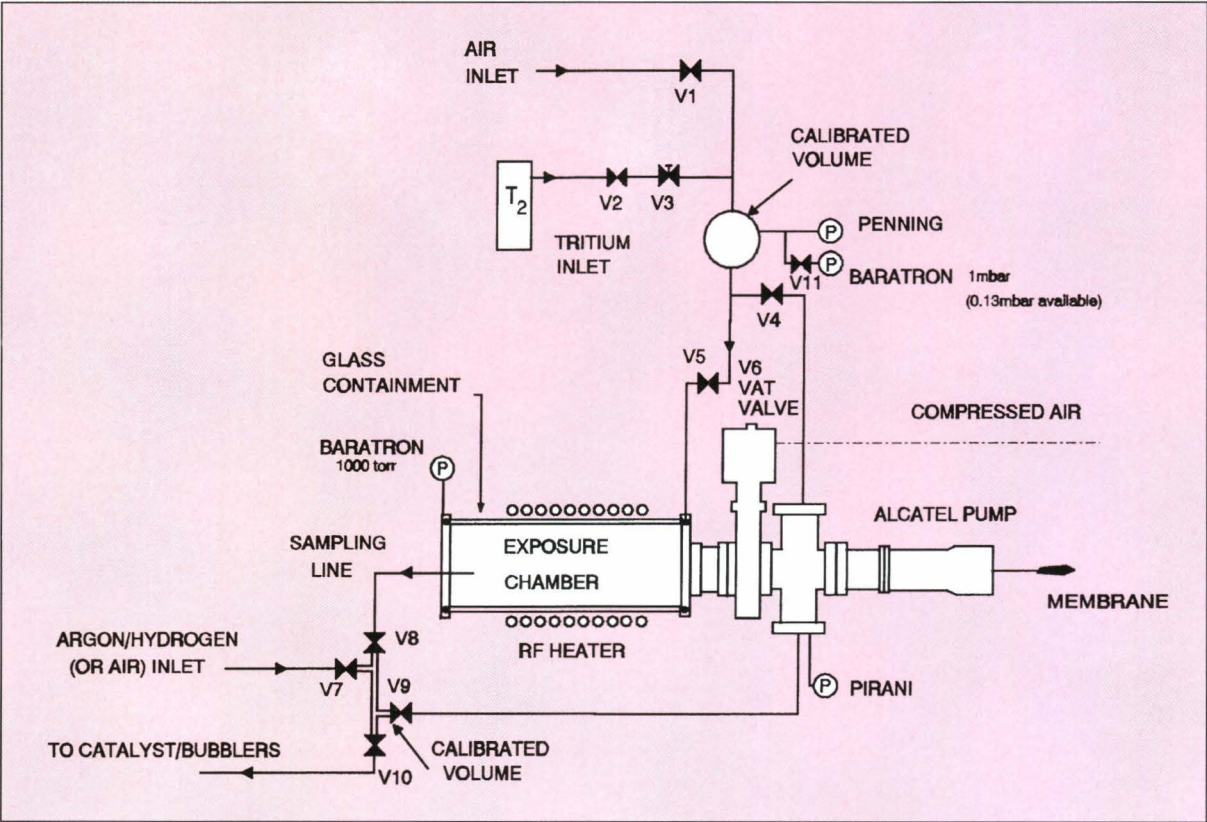 AIR
INLET
V1
CALIBRATED
VOLUME
T2
V2
V3
TRITIUM
INLET
P
PENNING
P
V11
BARATRON 1mbar
(0.13mbar available)
V4
GLASS
CONTAINMENT
V5
V6
VAT
VALVE
COMPRESSED AIR
BARATRON
1000 torr
P
ALCATEL PUMP
SAMPLING
LINE
EXPOSURE
CHAMBER
MEMBRANE
RF HEATER
ARGON/HYDROGEN
(OR AIR) INLET
V8
V7
V9
P
PIRANI
TO CATALYST/BUBBLERS
V10
CALIBRATED
VOLUME